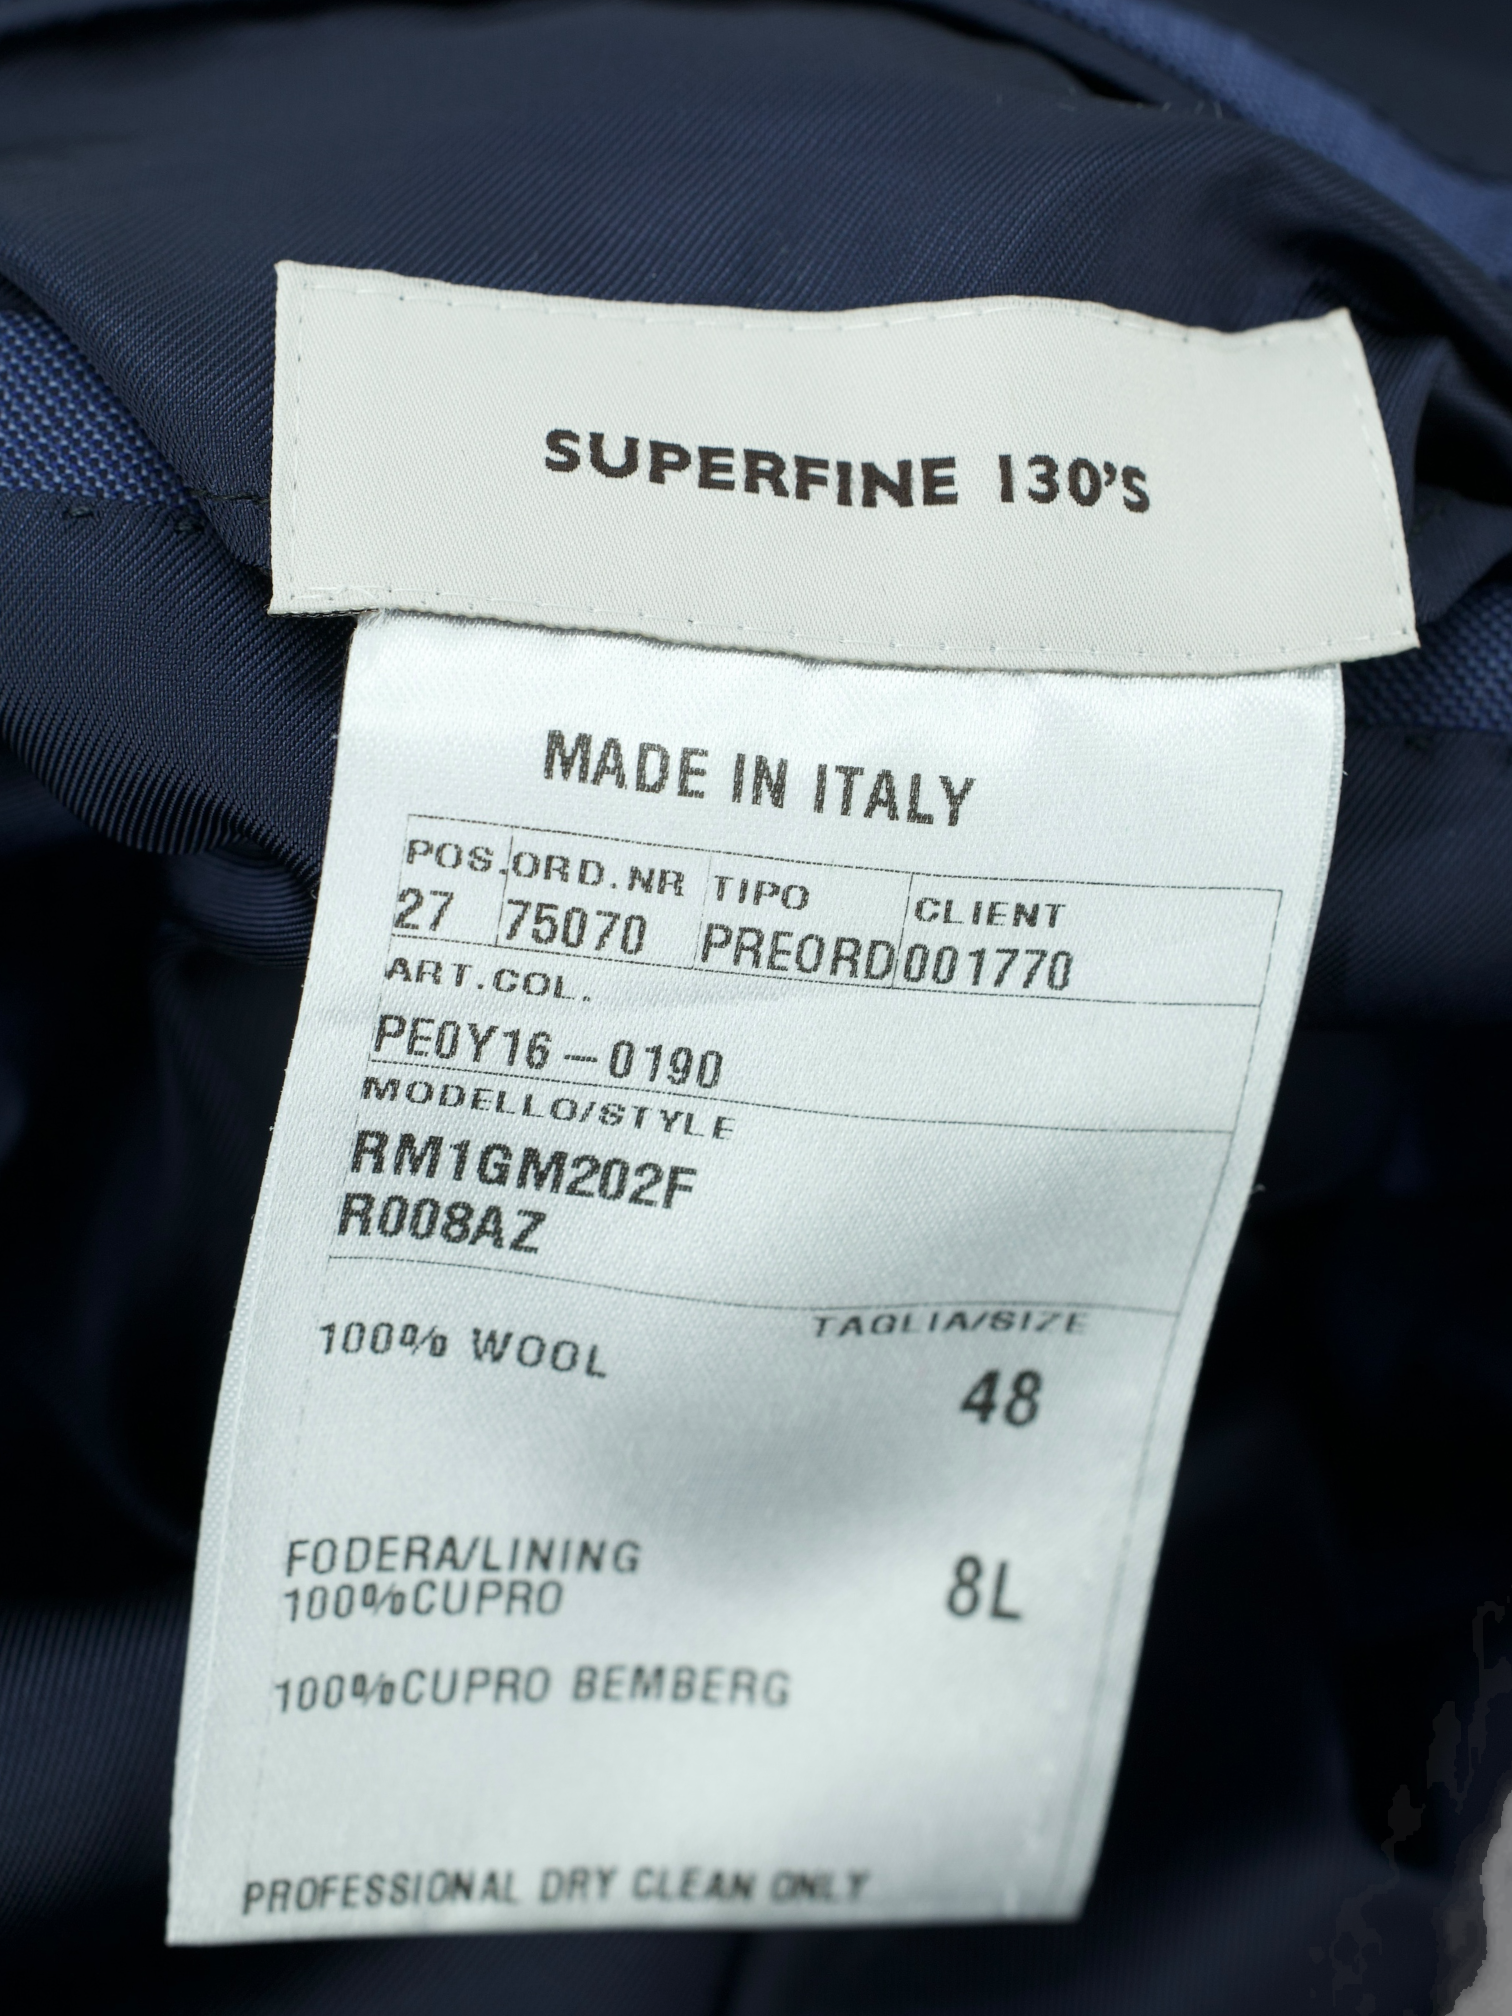 SUPERFINE 130'S
MADE IN ITALY
POS. ORD.NR TIPO CLIENT
27 75070 PREORD 001770
ART.COL.
PE0Y16-0190
MODELLO/STYLE
RM1GM202F
R008AZ
TAGLIA/SIZE
100% WOOL
48
FODERA/LINING
100%CUPRO
8L
100%CUPRO BEMBERG
PROFESSIONAL DRY CLEAN ONLY